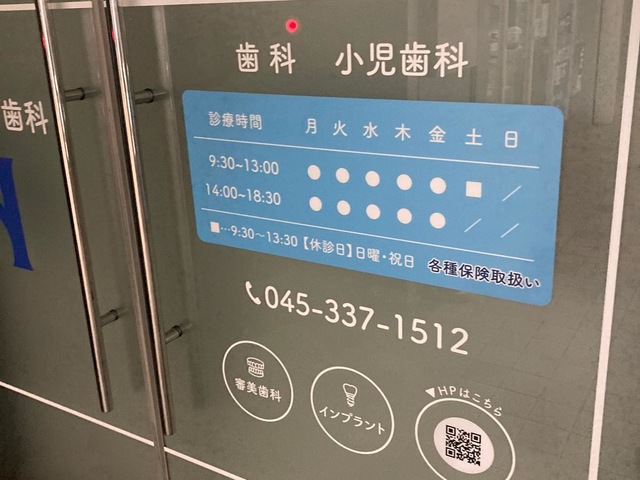 歯科 小児歯科
歯科
診療時間 月 火 水 木 金 土 日
9:30~13:00 ● ● ● ● ● ■ ／
14:00~18:30 ● ● ● ● ● ／ ／
■…9:30~13:30【休診日】日曜・祝日 各種保険取扱い
045-337-1512
審美歯科
インプラント
◀HPはこちら